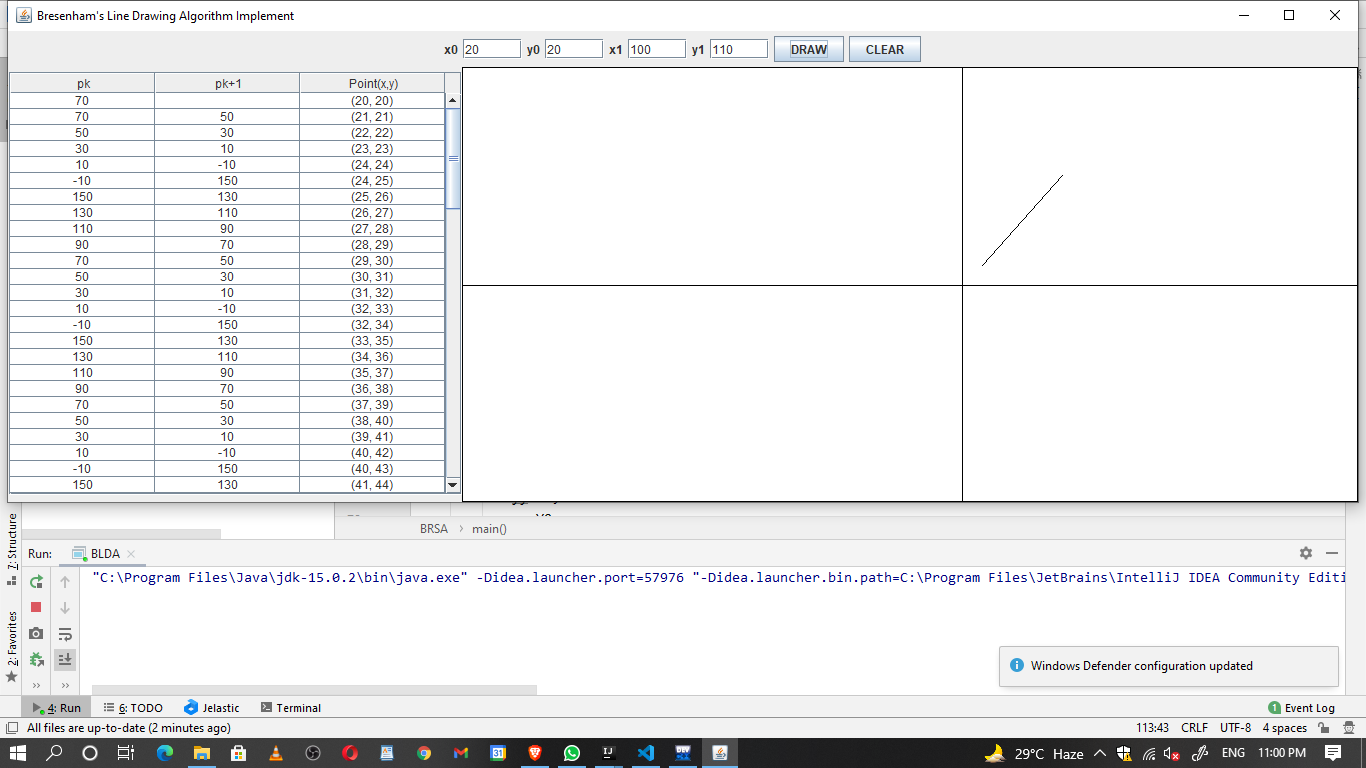 Bresenham's Line Drawing Algorithm Implement
x0 20 y0 20 x1 100 y1 110 DRAW CLEAR
pk pk+1 Point(x,y)
70 (20, 20)
70 50 (21, 21)
50 30 (22, 22)
30 10 (23, 23)
10 -10 (24, 24)
-10 150 (24, 25)
150 130 (25, 26)
130 110 (26, 27)
110 90 (27, 28)
90 70 (28, 29)
70 50 (29, 30)
50 30 (30, 31)
30 10 (31, 32)
10 -10 (32, 33)
-10 150 (32, 34)
150 130 (33, 35)
130 110 (34, 36)
110 90 (35, 37)
90 70 (36, 38)
70 50 (37, 39)
50 30 (38, 40)
30 10 (39, 41)
10 -10 (40, 42)
-10 150 (40, 43)
150 130 (41, 44)
BRSA > main()
Z: Structure
2: Favorites
Run: BLDA
"C:\Program Files\Java\jdk-15.0.2\bin\java.exe" -Didea.launcher.port=57976 "-Didea.launcher.bin.path=C:\Program Files\JetBrains\IntelliJ IDEA Community Editi
Windows Defender configuration updated
4: Run 6: TODO Jelastic Terminal 1 Event Log
All files are up-to-date (2 minutes ago) 113:43 CRLF UTF-8 4 spaces
29°C Haze ENG 11:00 PM